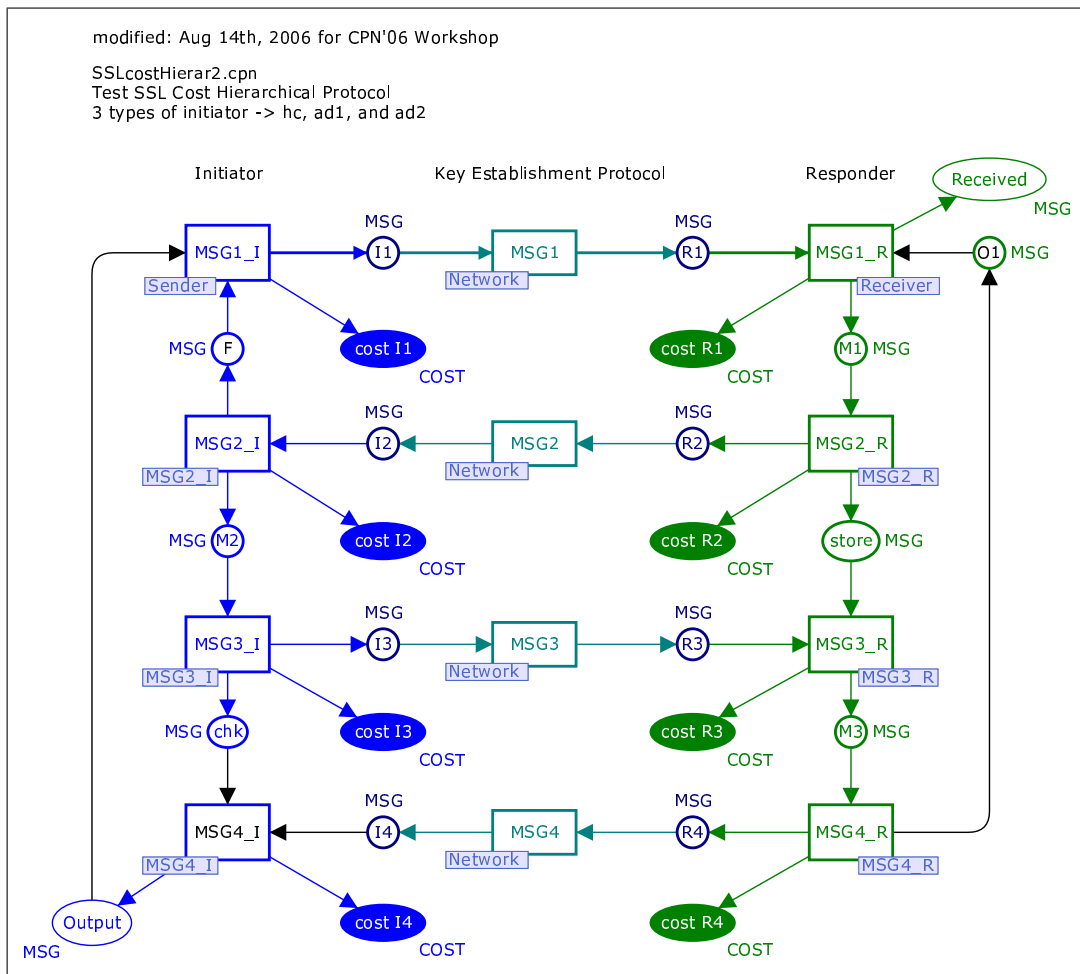 modified: Aug 14th, 2006 for CPN'06 Workshop
SSLcostHierar2.cpn
Test SSL Cost Hierarchical Protocol
3 types of initiator -> hc, ad1, and ad2
Initiator
Key Establishment Protocol
Responder
Received
MSG
MSG
MSG
MSG1_I
I1
MSG1
R1
MSG1_R
O1
MSG
Sender
Network
Receiver
MSG
F
cost I1
cost R1
M1
MSG
COST
COST
MSG
MSG
MSG2_I
I2
MSG2
R2
MSG2_R
MSG2_I
Network
MSG2_R
MSG
M2
cost I2
cost R2
store
MSG
COST
COST
MSG
MSG
MSG3_I
I3
MSG3
R3
MSG3_R
MSG3_I
Network
MSG3_R
MSG
chk
cost I3
cost R3
M3
MSG
COST
COST
MSG
MSG
MSG4_I
I4
MSG4
R4
MSG4_R
MSG4_I
Network
MSG4_R
Output
cost I4
cost R4
MSG
COST
COST